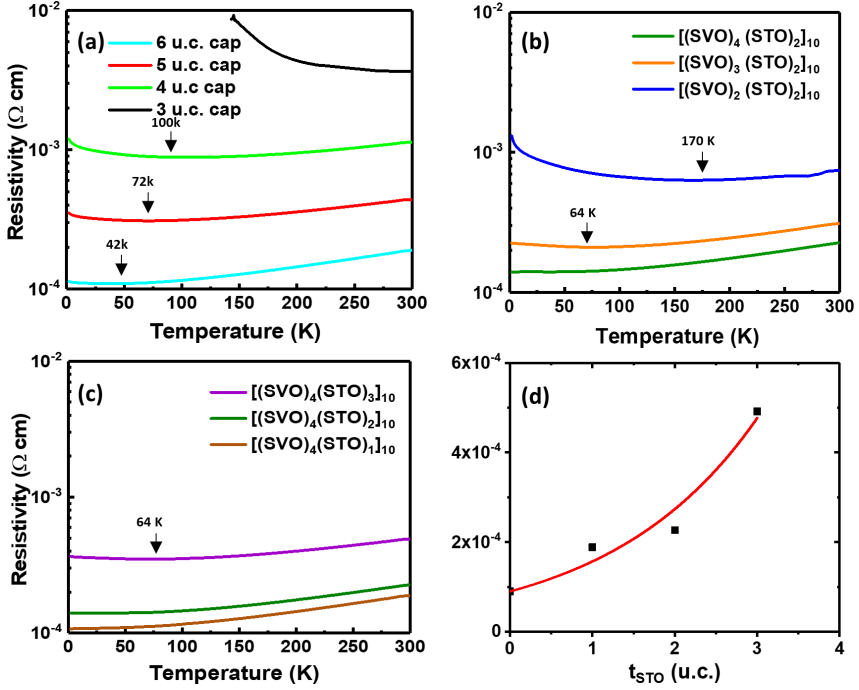 (a)
6 u.c. cap
5 u.c. cap
4 u.c cap
3 u.c. cap
100k
72k
42k
10⁻²
10⁻³
10⁻⁴
Resistivity (Ω cm)
0 50 100 150 200 250 300
Temperature (K)
(b)
[(SVO)₄ (STO)₂]₁₀
[(SVO)₃ (STO)₂]₁₀
[(SVO)₂ (STO)₂]₁₀
170 K
64 K
10⁻²
10⁻³
10⁻⁴
0 50 100 150 200 250 300
Temperature (K)
(c)
[(SVO)₄(STO)₃]₁₀
[(SVO)₄(STO)₂]₁₀
[(SVO)₄(STO)₁]₁₀
64 K
10⁻²
10⁻³
10⁻⁴
Resistivity (Ω cm)
0 50 100 150 200 250 300
Temperature (K)
(d)
6x10⁻⁴
4x10⁻⁴
2x10⁻⁴
0
0 1 2 3 4
t_STO (u.c.)